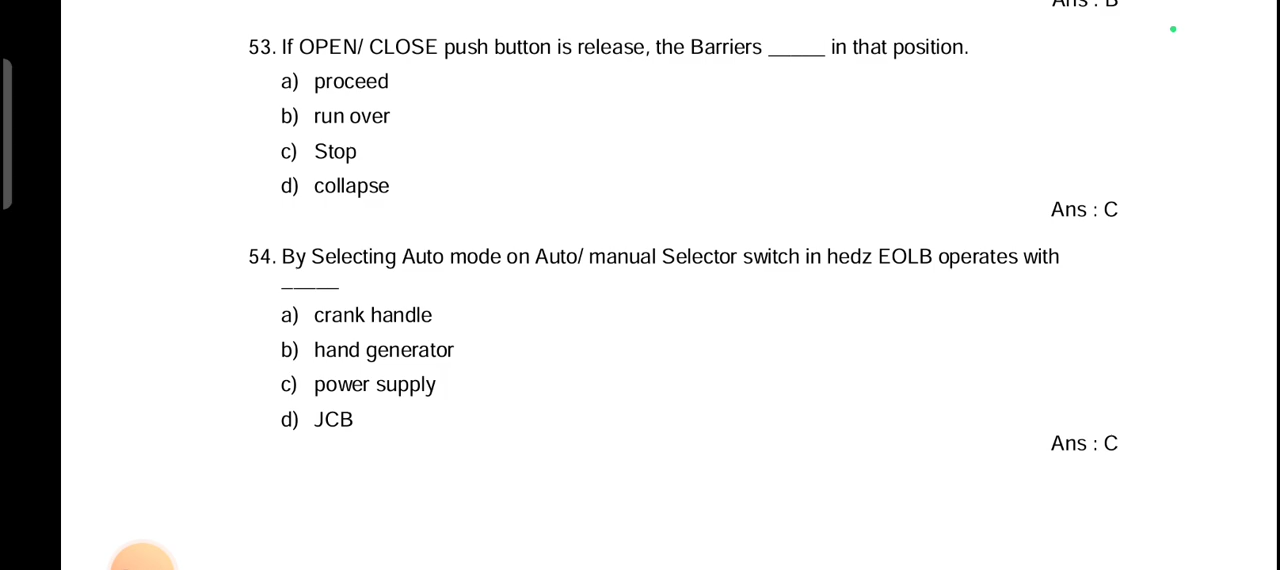 Ans : B
53. If OPEN/ CLOSE push button is release, the Barriers _____ in that position.
a) proceed
b) run over
c) Stop
d) collapse
Ans : C
54. By Selecting Auto mode on Auto/ manual Selector switch in hedz EOLB operates with
_____
a) crank handle
b) hand generator
c) power supply
d) JCB
Ans : C